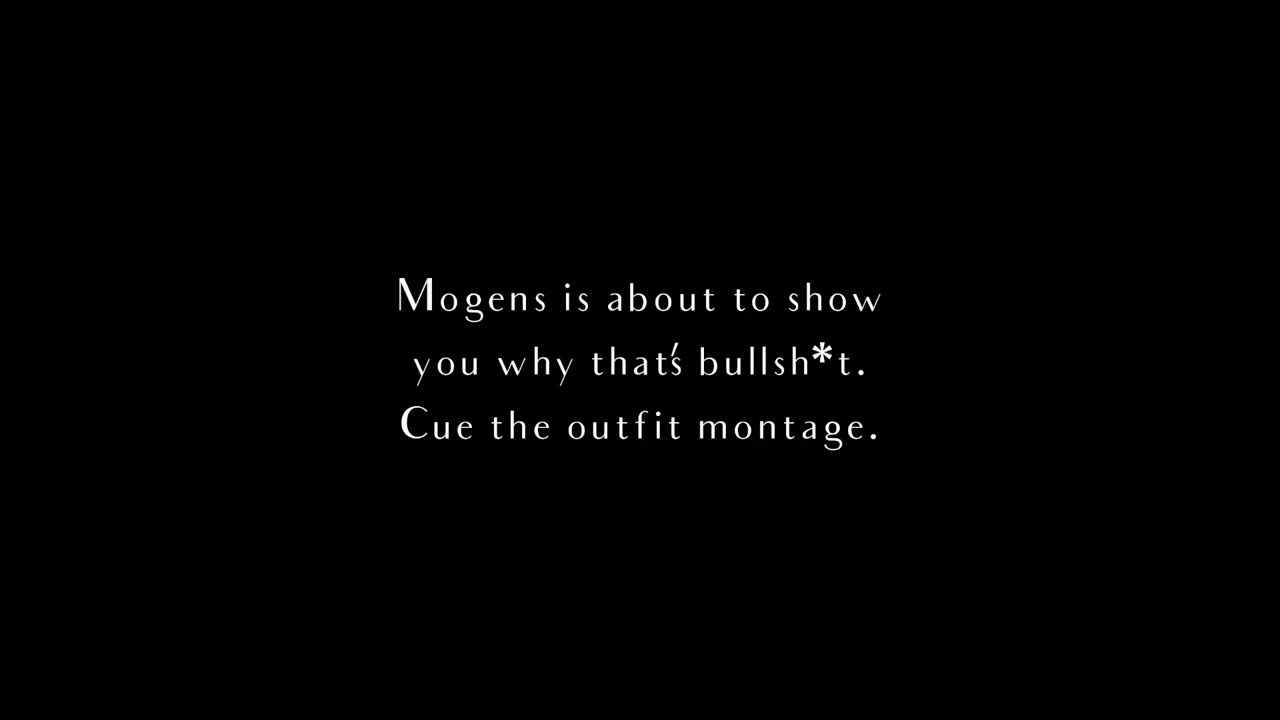 Mogens is about to show
you why that's bullsh*t.
Cue the outfit montage.